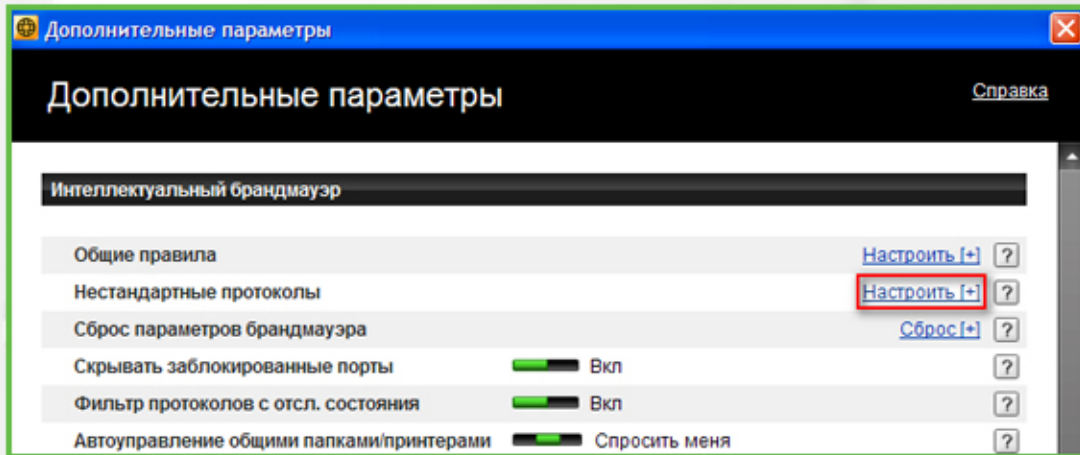 Дополнительные параметры
Дополнительные параметры Справка
Интеллектуальный брандмауэр
Общие правила Настроить [+] ?
Нестандартные протоколы Настроить [+] ?
Сброс параметров брандмауэра Сброс [+] ?
Скрывать заблокированные порты Вкл ?
Фильтр протоколов с отсл. состояния Вкл ?
Автоуправление общими папками/принтерами Спросить меня ?